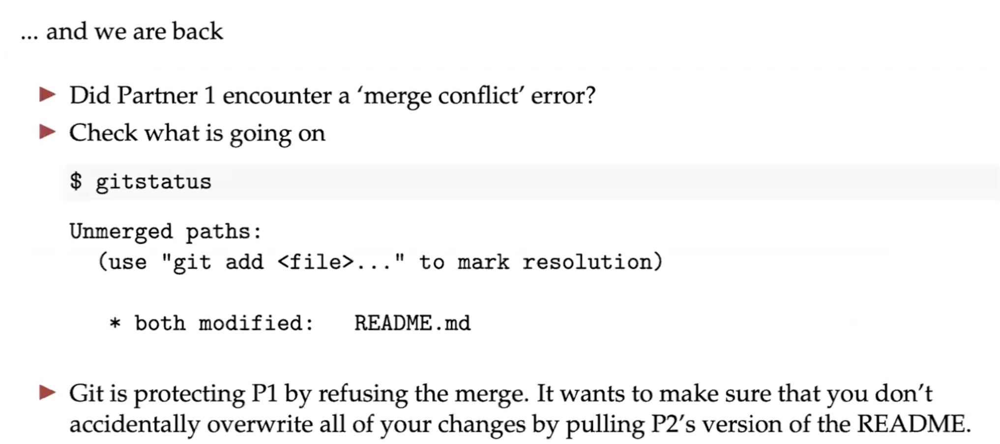 ... and we are back
Did Partner 1 encounter a ‘merge conflict’ error?
Check what is going on
$ gitstatus
Unmerged paths:
(use "git add <file>..." to mark resolution)
* both modified: README.md
Git is protecting P1 by refusing the merge. It wants to make sure that you don’t
accidentally overwrite all of your changes by pulling P2’s version of the README.